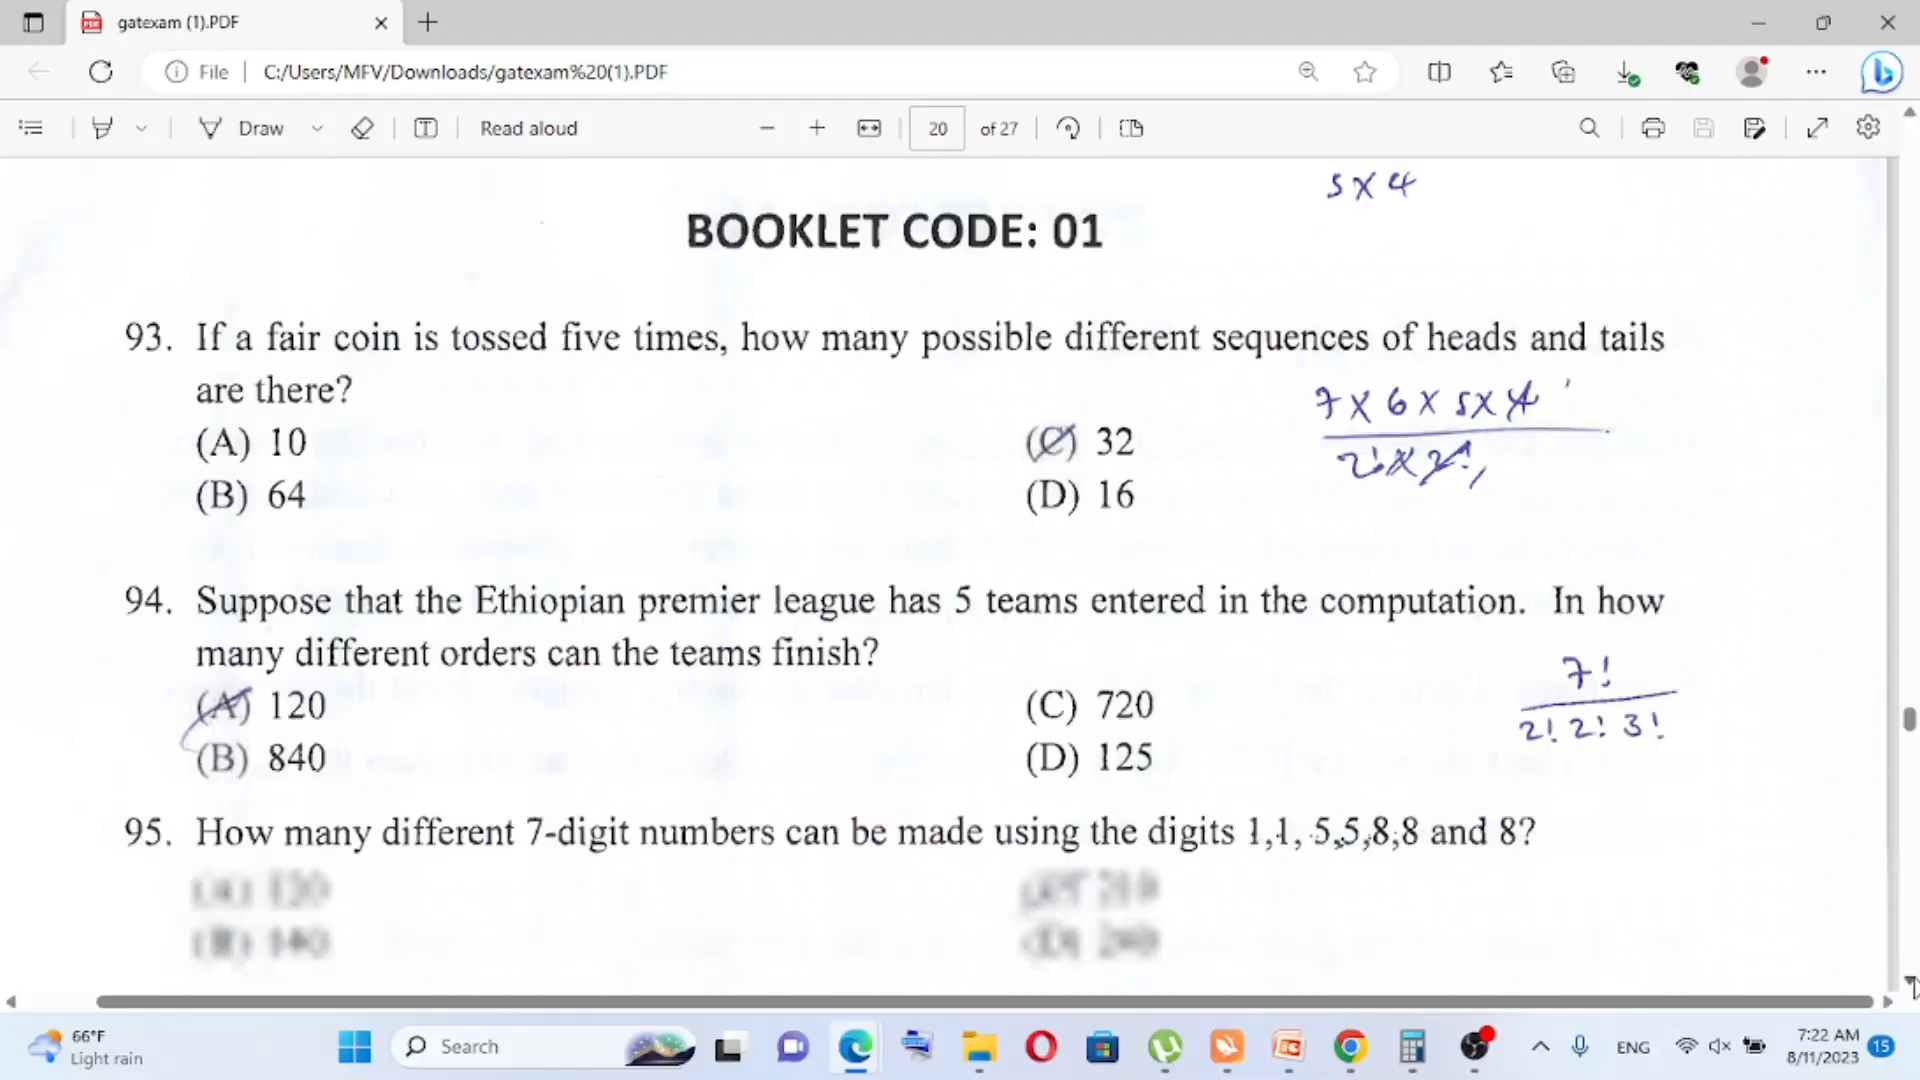 gatexam (1).PDF
File
C:/Users/MFV/Downloads/gatexam%20(1).PDF
Draw
Read aloud
20
of 27
5 X 4
BOOKLET CODE: 01
93. If a fair coin is tossed five times, how many possible different sequences of heads and tails
are there?
7 X 6 X 5 X 4
2! X 2!
(A) 10
(C) 32
(B) 64
(D) 16
94. Suppose that the Ethiopian premier league has 5 teams entered in the computation. In how
many different orders can the teams finish?
7!
2! 2! 3!
(A) 120
(C) 720
(B) 840
(D) 125
95. How many different 7-digit numbers can be made using the digits 1,1, 5,5,8,8 and 8?
66°F
Light rain
Search
ENG
7:22 AM
8/11/2023
15